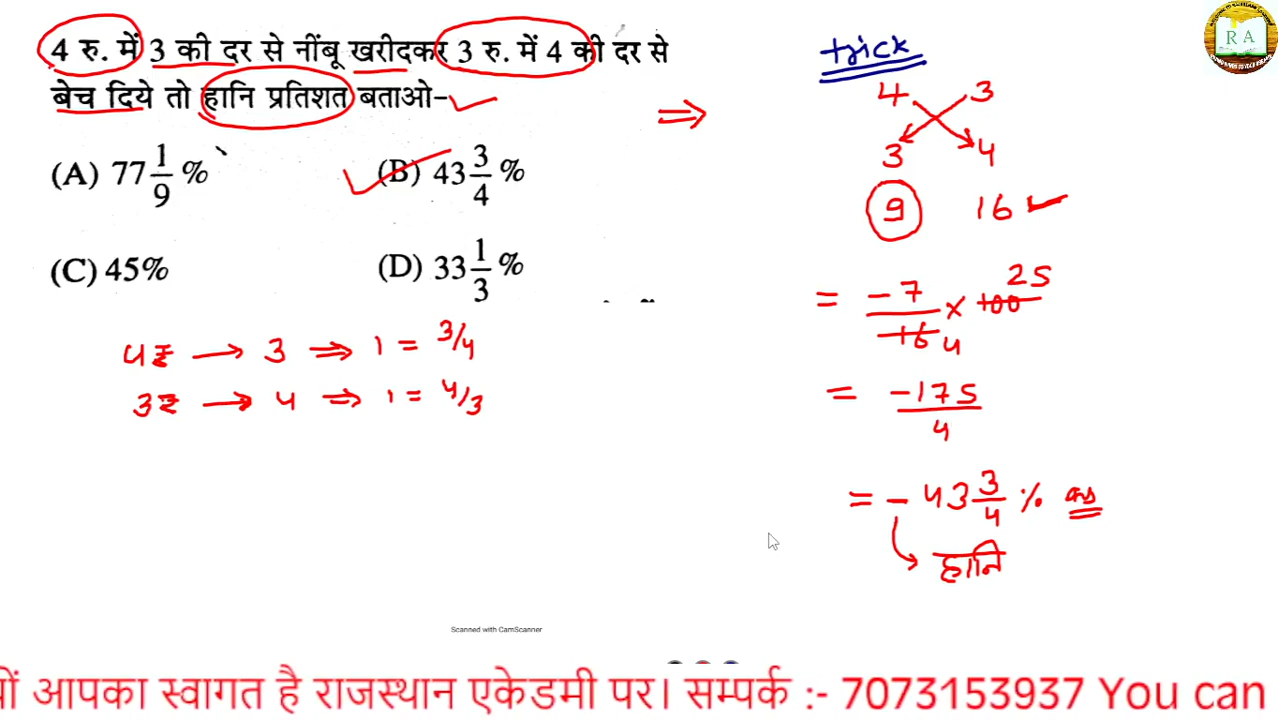 4 रु. में 3 की दर से नींबू खरीदकर 3 रु. में 4 की दर से
बेच दिये तो हानि प्रतिशत बताओ-
(A) 77 1/9 %
(B) 43 3/4 %
(C) 45%
(D) 33 1/3 %
4रु → 3 ⇒ 1 = 3/4
3रु → 4 ⇒ 1 = 4/3
Trick
4 3
3 4
9 16
⇒
= -7/16 × 100 25
4
= -175/4
= - 43 3/4 % Ans
→ हानि
R A
Scanned with CamScanner
आपका स्वागत है राजस्थान एकेडमी पर। सम्पर्क :- 7073153937 You can